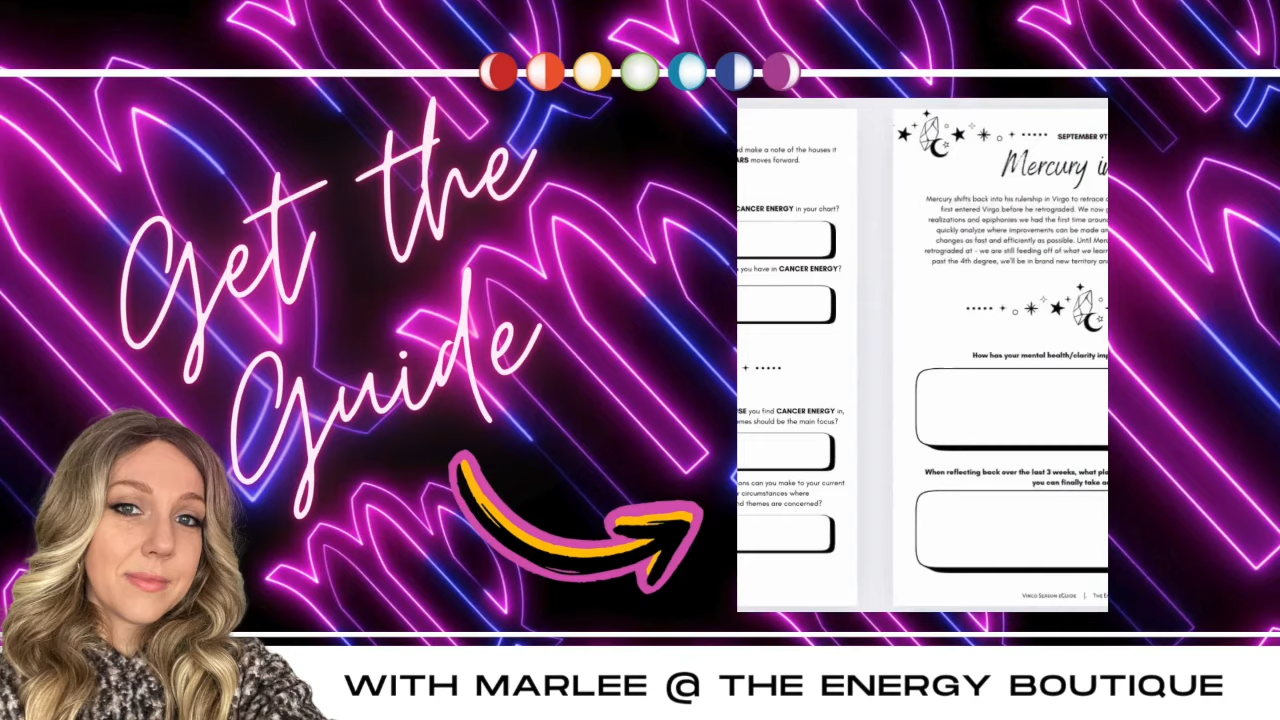 Get the
Guide
d make a note of the houses it
ARS moves forward.
CANCER ENERGY in your chart?
you have in CANCER ENERGY?
SE you find CANCER ENERGY in,
emes should be the main focus?
ons can you make to your current
r circumstances where
nd themes are concerned?
SEPTEMBER 9T
Mercury i
Mercury shifts back into his rulership in Virgo to retrace
first entered Virgo before he retrograded. We now
realizations and epiphonies we had the first time aroun
quickly analyze where improvements can be made a
changes as fast and efficiently as possible. Until Mer
retrograded at - we are still feeding off of what we lear
past the 4th degree, we'll be in brand new territory an
How has your mental health/clarity imp
When reflecting back over the last 3 weeks, what pl
you can finally take a
Virgo Season eGuide | The E
WITH MARLEE @ THE ENERGY BOUTIQUE